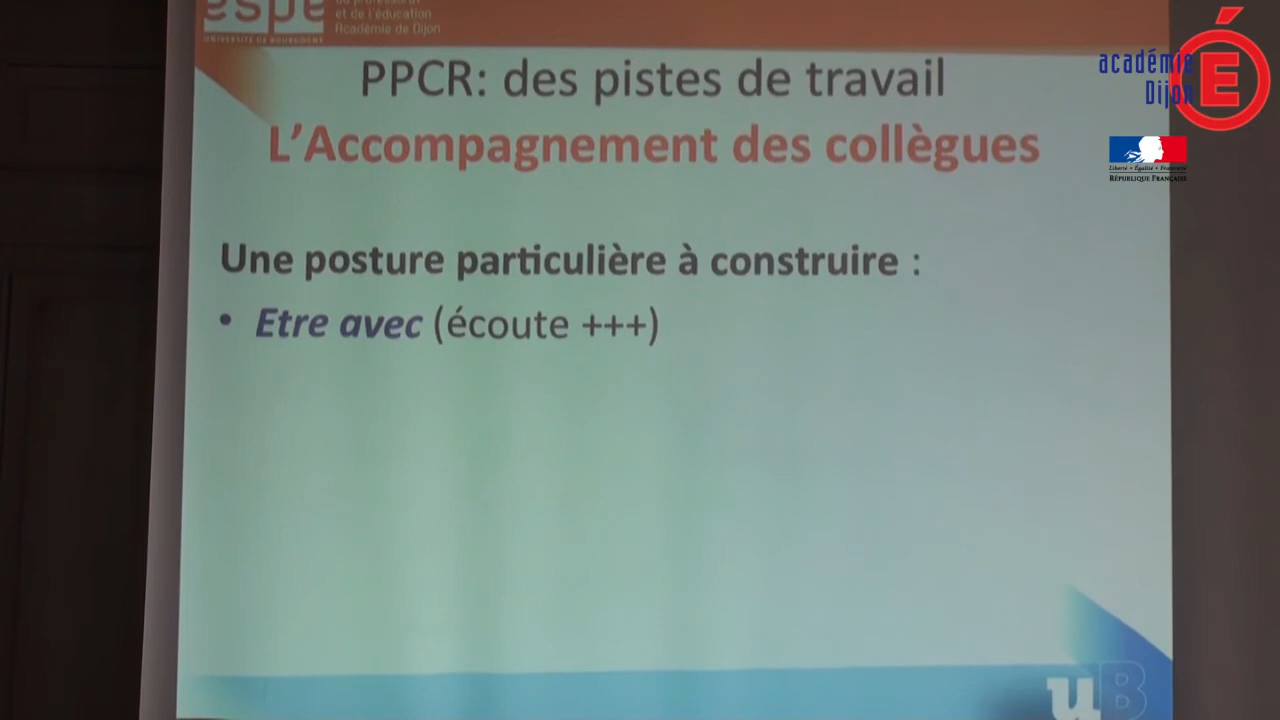 espe
et de l'éducation
Académie de Dijon
UNIVERSITÉ DE BOURGOGNE
PPCR: des pistes de travail
L'Accompagnement des collègues
Une posture particulière à construire :
• Etre avec (écoute +++)
uB
académie
Dijon
É
Liberté • Égalité • Fraternité
RÉPUBLIQUE FRANÇAISE